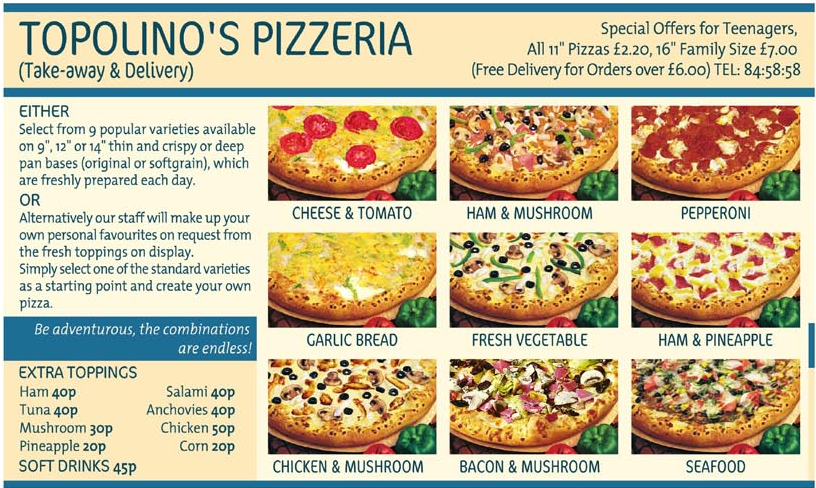 TOPOLINO'S PIZZERIA
(Take-away & Delivery)
Special Offers for Teenagers,
All 11" Pizzas £2.20, 16" Family Size £7.00
(Free Delivery for Orders over £6.00) TEL: 84:58:58
EITHER
Select from 9 popular varieties available
on 9", 12" or 14" thin and crispy or deep
pan bases (original or softgrain), which
are freshly prepared each day.
OR
Alternatively our staff will make up your
own personal favourites on request from
the fresh toppings on display.
Simply select one of the standard varieties
as a starting point and create your own
pizza.
Be adventurous, the combinations
are endless!
EXTRA TOPPINGS
Ham 40p Salami 40p
Tuna 40p Anchovies 40p
Mushroom 30p Chicken 50p
Pineapple 20p Corn 20p
SOFT DRINKS 45p
CHEESE & TOMATO HAM & MUSHROOM PEPPERONI
GARLIC BREAD FRESH VEGETABLE HAM & PINEAPPLE
CHICKEN & MUSHROOM BACON & MUSHROOM SEAFOOD